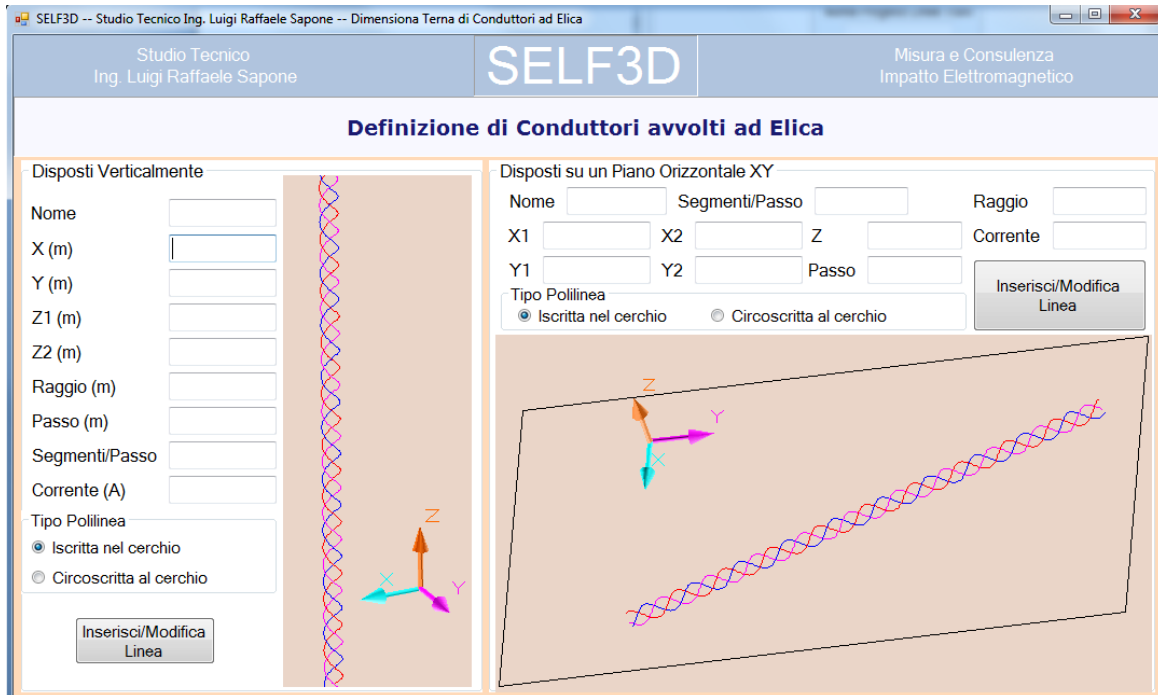 SELF3D -- Studio Tecnico Ing. Luigi Raffaele Sapone -- Dimensiona Terna di Conduttori ad Elica
Studio Tecnico
Ing. Luigi Raffaele Sapone
SELF3D
Misura e Consulenza
Impatto Elettromagnetico
Definizione di Conduttori avvolti ad Elica
Disposti Verticalmente
Nome
X (m)
Y (m)
Z1 (m)
Z2 (m)
Raggio (m)
Passo (m)
Segmenti/Passo
Corrente (A)
Tipo Polilinea
Iscritta nel cerchio
Circoscritta al cerchio
Inserisci/Modifica
Linea
Z
X
Y
Disposti su un Piano Orizzontale XY
Nome
Segmenti/Passo
Raggio
X1
X2
Z
Corrente
Y1
Y2
Passo
Inserisci/Modifica
Linea
Tipo Polilinea
Iscritta nel cerchio
Circoscritta al cerchio
Z
Y
X